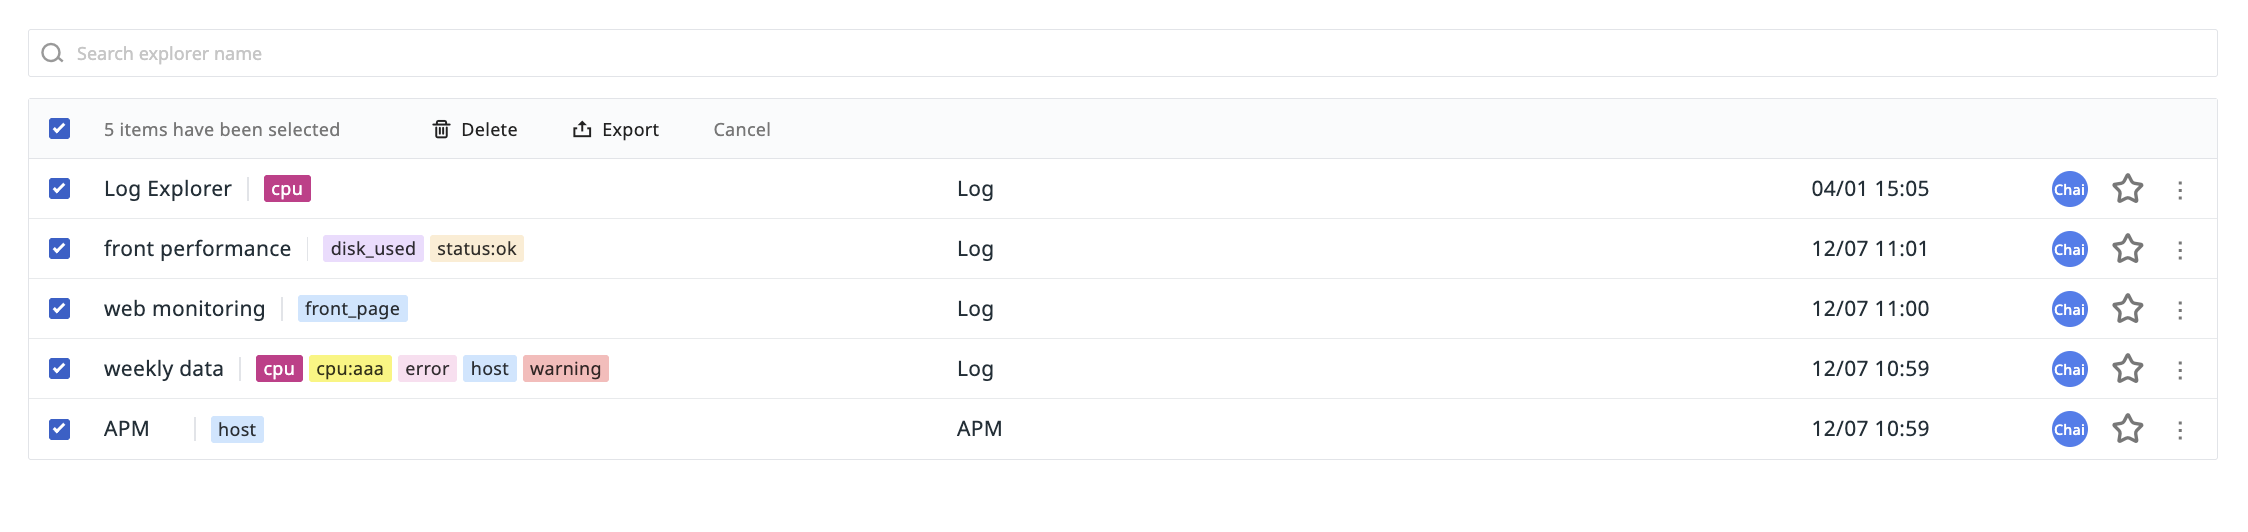 Search explorer name
5 items have been selected Delete Export Cancel
Log Explorer cpu Log 04/01 15:05 Chai
front performance disk_used status:ok Log 12/07 11:01 Chai
web monitoring front_page Log 12/07 11:00 Chai
weekly data cpu cpu:aaa error host warning Log 12/07 10:59 Chai
APM host APM 12/07 10:59 Chai